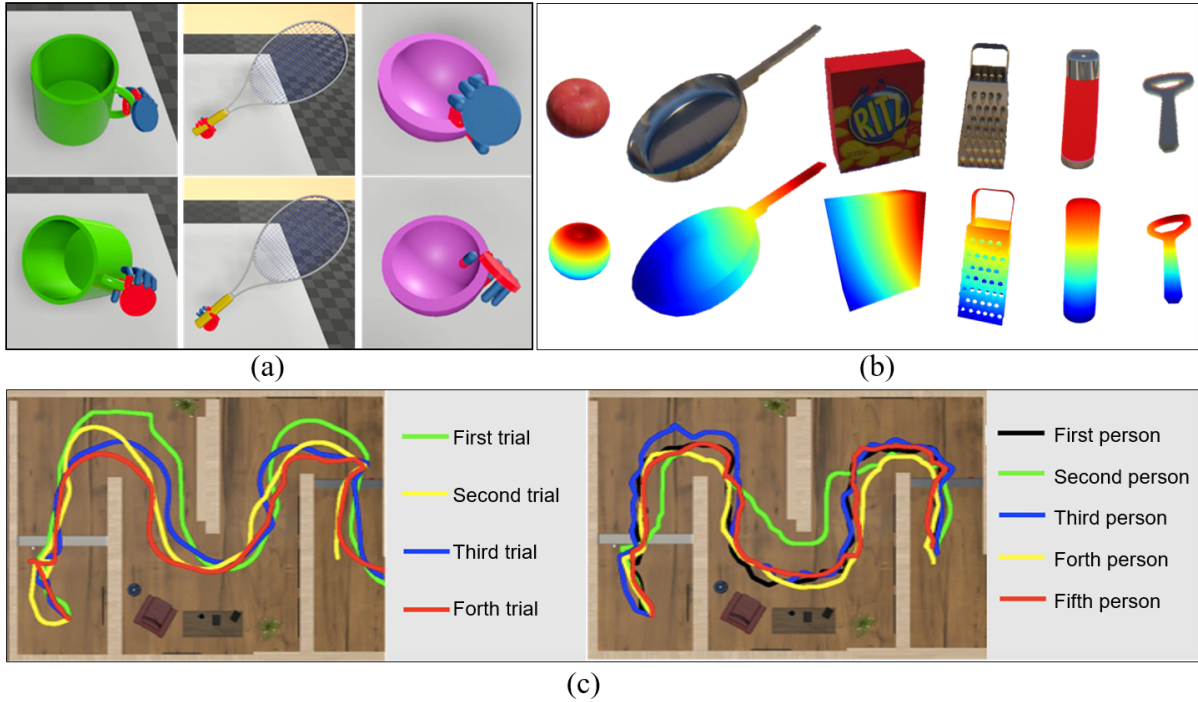 RITZ
(a)
(b)
First trial
Second trial
Third trial
Forth trial
First person
Second person
Third person
Forth person
Fifth person
(c)